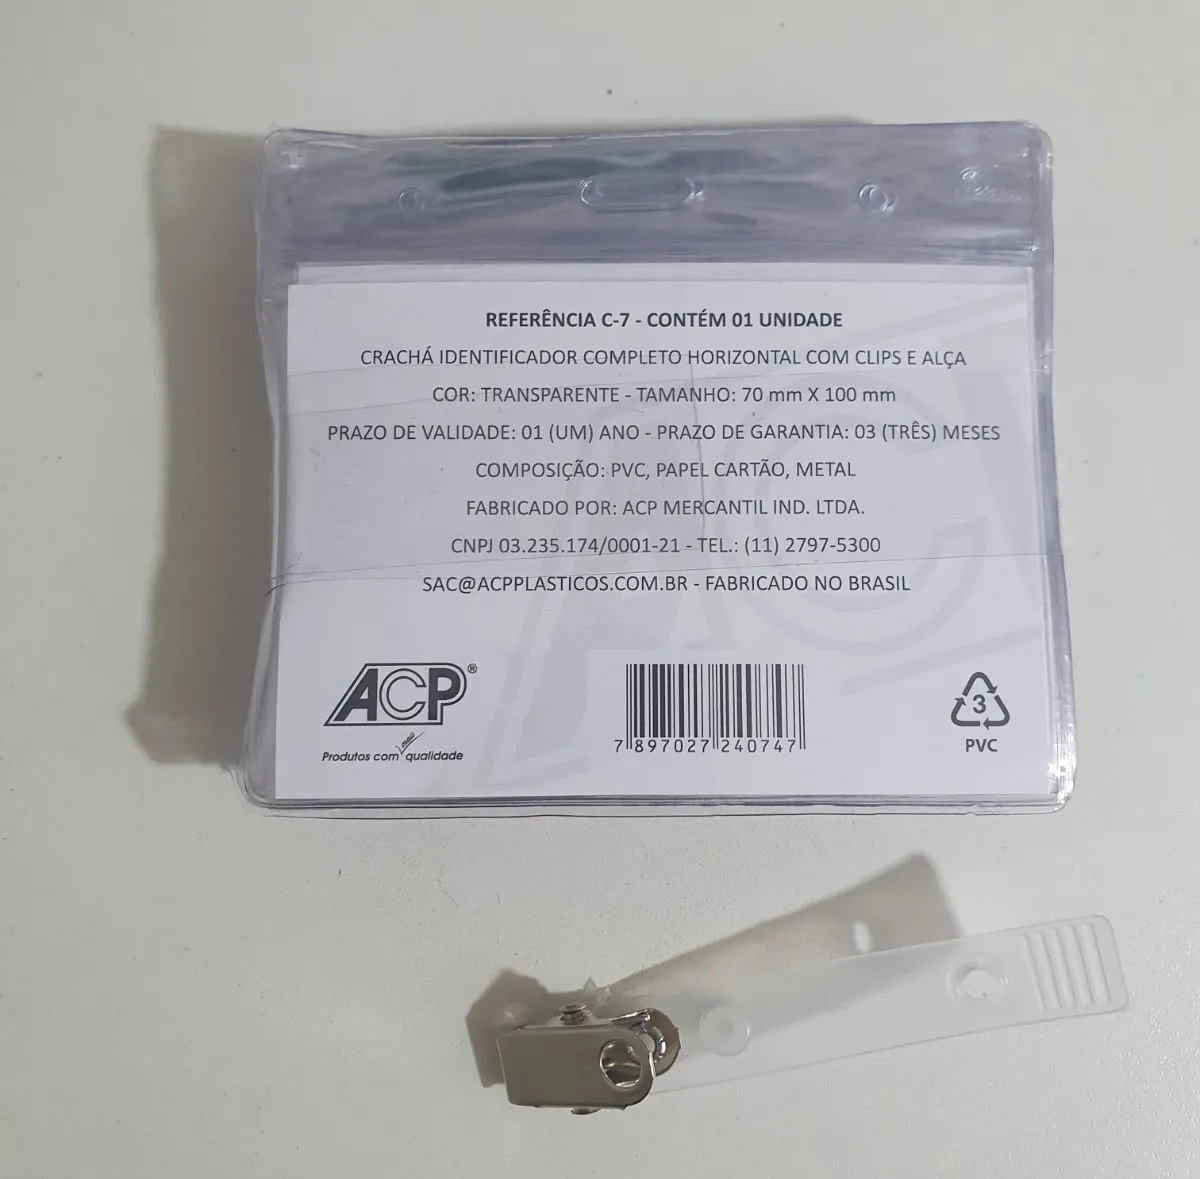 REFERÊNCIA C-7 - CONTÉM 01 UNIDADE
CRACHÁ IDENTIFICADOR COMPLETO HORIZONTAL COM CLIPS E ALÇA
COR: TRANSPARENTE - TAMANHO: 70 mm X 100 mm
PRAZO DE VALIDADE: 01 (UM) ANO - PRAZO DE GARANTIA: 03 (TRÊS) MESES
COMPOSIÇÃO: PVC, PAPEL CARTÃO, METAL
FABRICADO POR: ACP MERCANTIL IND. LTDA.
CNPJ 03.235.174/0001-21 - TEL.: (11) 2797-5300
SAC@ACPPLASTICOS.COM.BR - FABRICADO NO BRASIL
ACP®
Produtos com mais qualidade
7 897027 240747
3
PVC